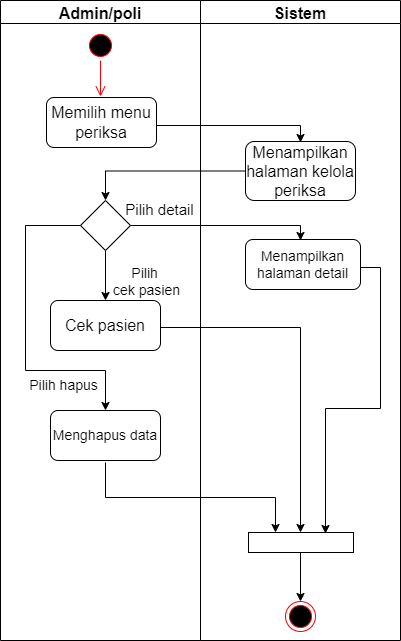 Admin/poli
Sistem
Memilih menu
periksa
Menampilkan
halaman kelola
periksa
Pilih detail
Menampilkan
halaman detail
Pilih
cek pasien
Cek pasien
Pilih hapus
Menghapus data